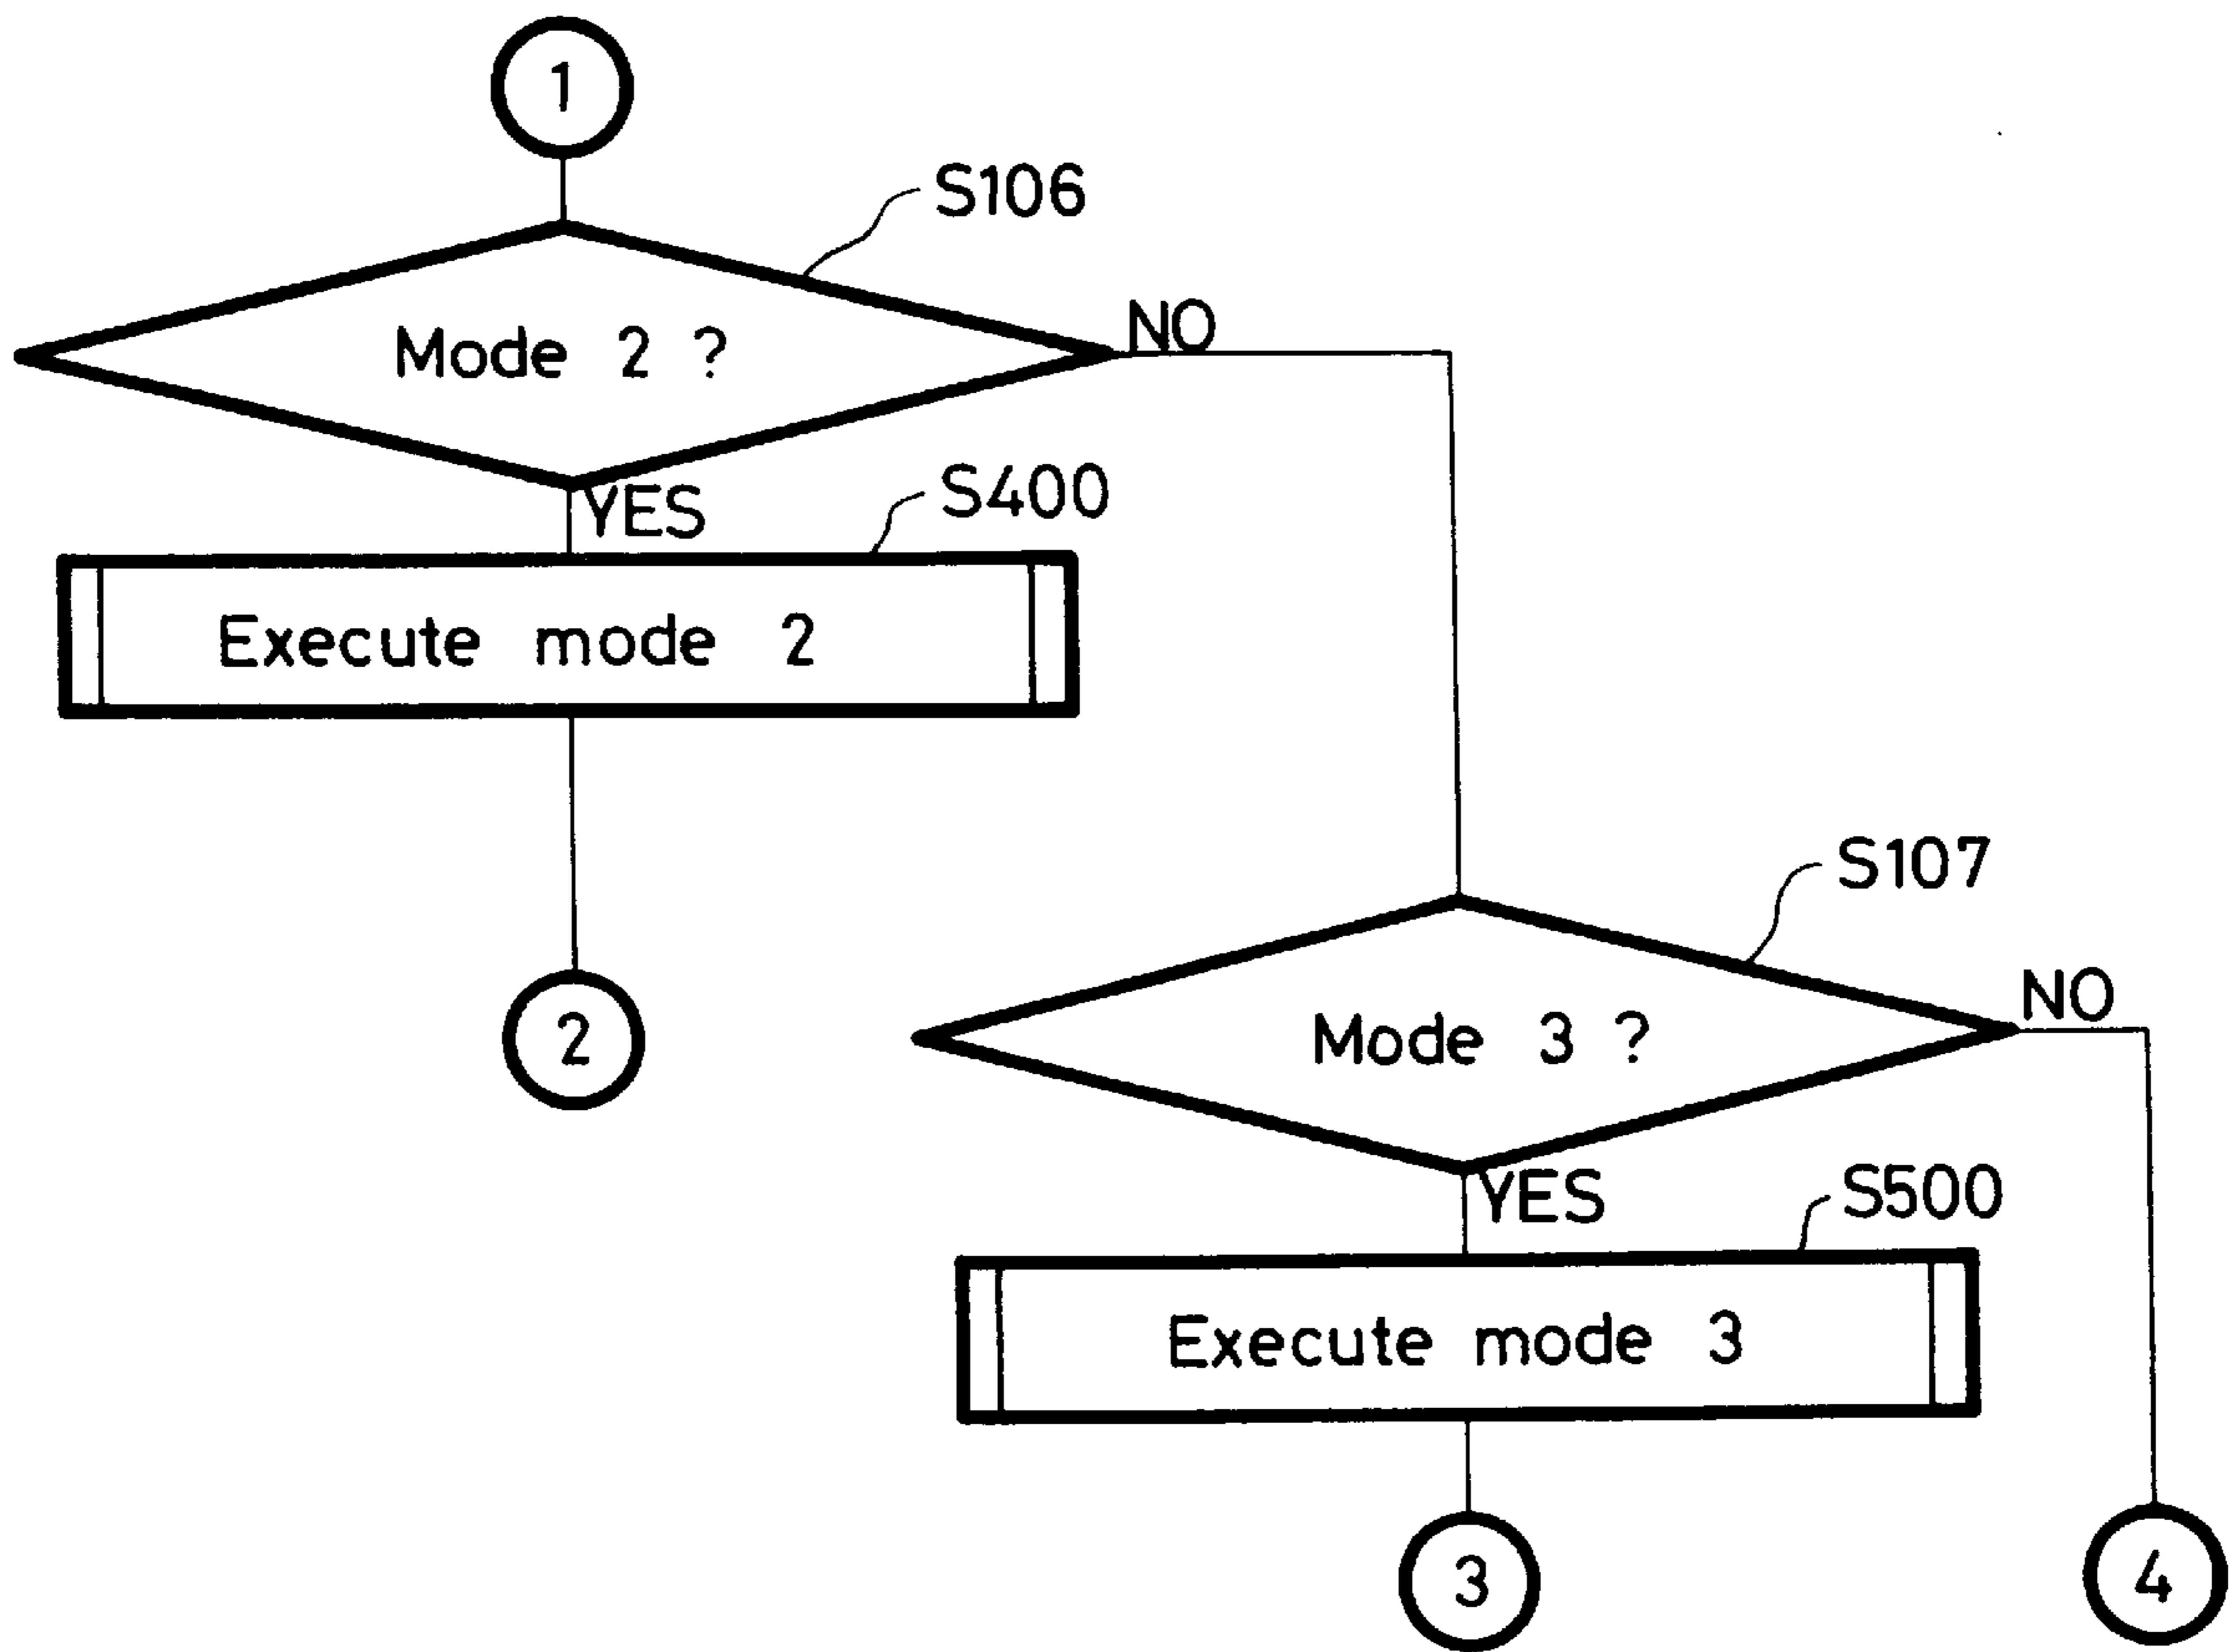 1
S106
Mode 2 ?
NO
YES
S400
Execute mode 2
2
S107
Mode 3 ?
NO
YES
S500
Execute mode 3
3
4